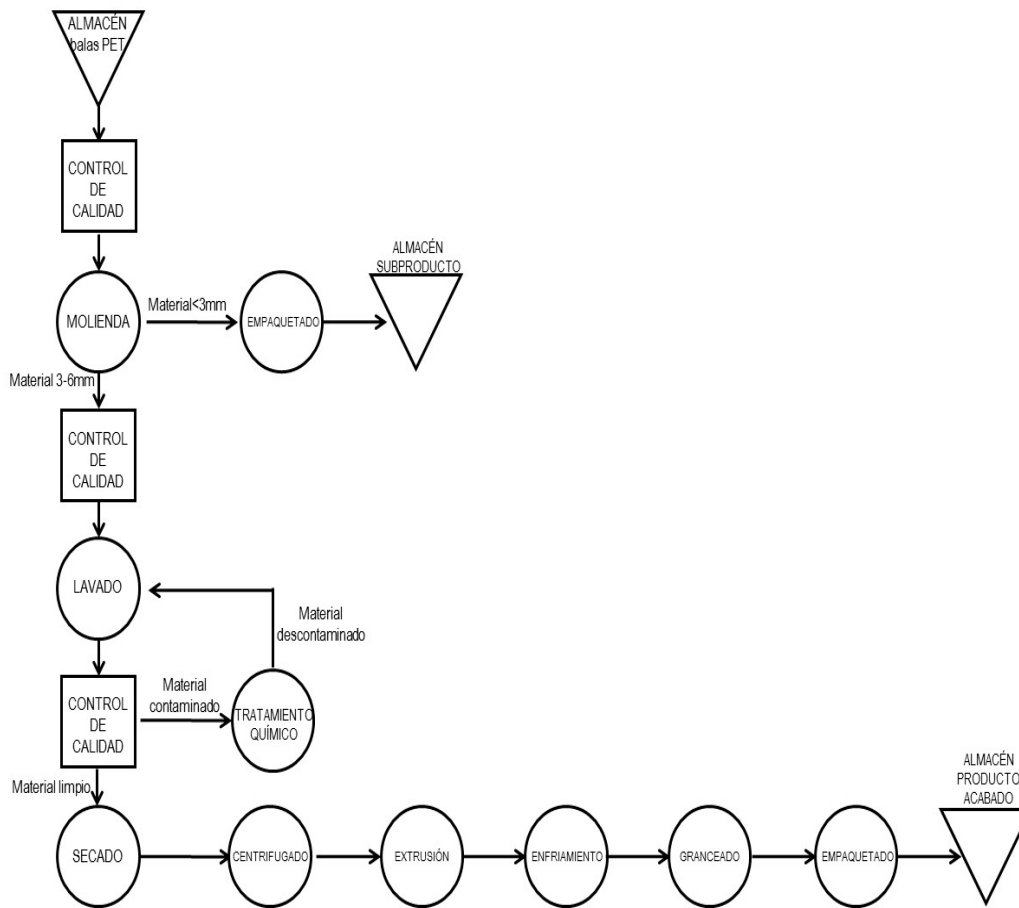 ALMACÉN
balas PET
CONTROL
DE
CALIDAD
MOLIENDA
Material<3mm
EMPAQUETADO
ALMACÉN
SUBPRODUCTO
Material 3-6mm
CONTROL
DE
CALIDAD
LAVADO
Material
descontaminado
CONTROL
DE
CALIDAD
Material
contaminado
TRATAMIENTO
QUÍMICO
Material limpio
SECADO
CENTRIFUGADO
EXTRUSIÓN
ENFRIAMIENTO
GRANCEADO
EMPAQUETADO
ALMACÉN
PRODUCTO
ACABADO